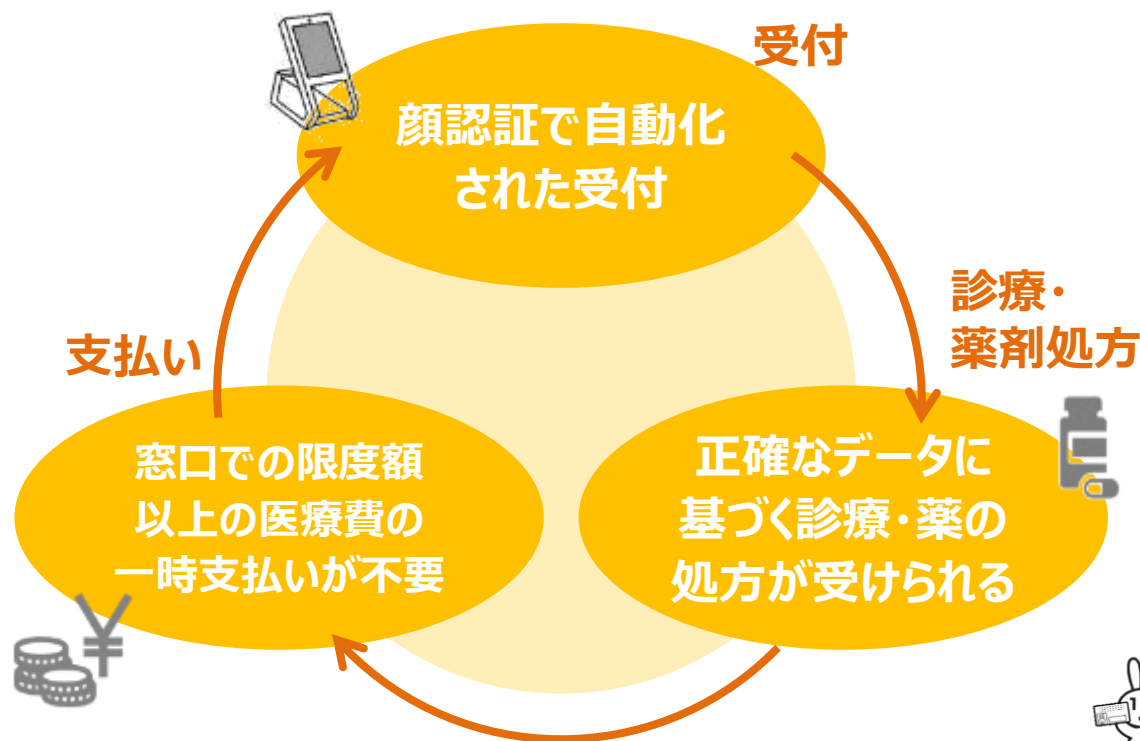 受付
顔認証で自動化
された受付
診療・
薬剤処方
正確なデータに
基づく診療・薬の
処方が受けられる
支払い
窓口での限度額
以上の医療費の
一時支払いが不要
¥